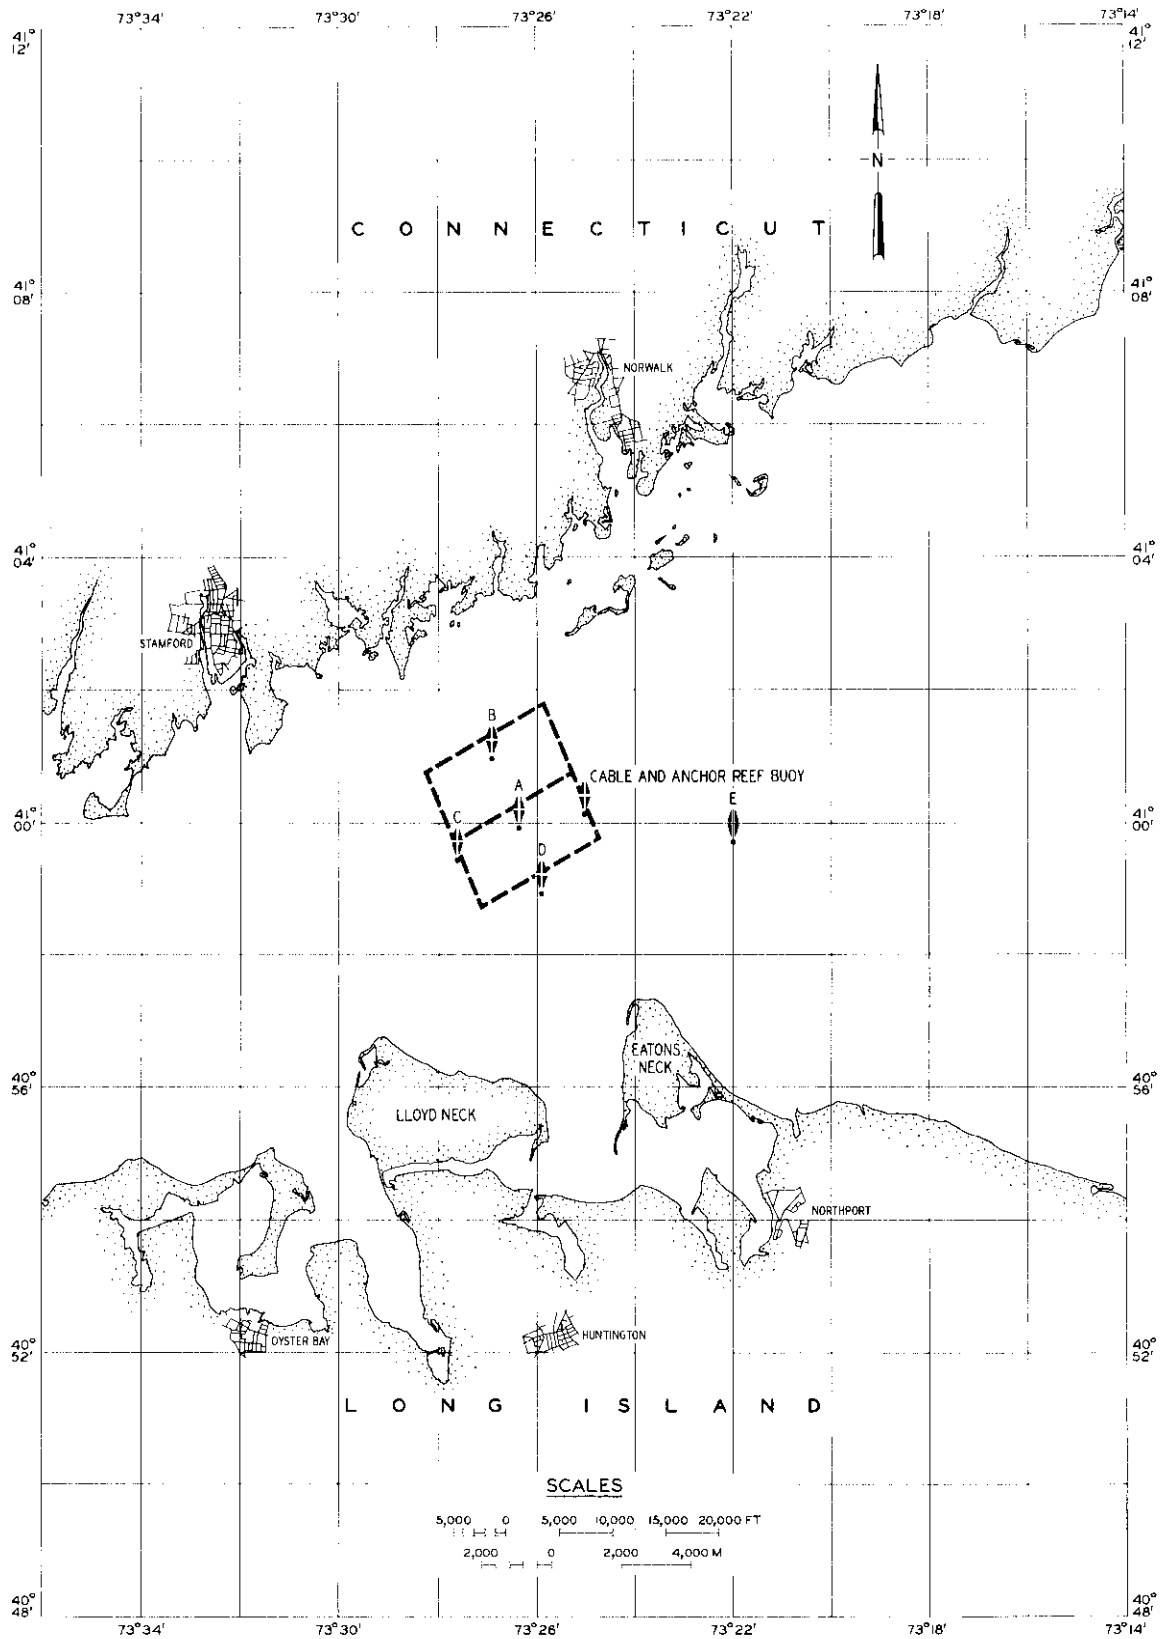 73°34' 73°30' 73°26' 73°22' 73°18' 73°14'
41° 12' 41° 12'
N
C O N N E C T I C U T
41° 08' 41° 08'
NORWALK
41° 04' 41° 04'
STAMFORD
B
CABLE AND ANCHOR REEF BUOY
A
E
C
41° 00' 41° 00'
D
EATONS NECK
40° 56' 40° 56'
LLOYD NECK
NORTHPORT
OYSTER BAY
HUNTINGTON
40° 52' 40° 52'
L O N G I S L A N D
SCALES
5,000 0 5,000 10,000 15,000 20,000 FT
2,000 0 2,000 4,000 M
40° 48' 40° 48'
73°34' 73°30' 73°26' 73°22' 73°18' 73°14'